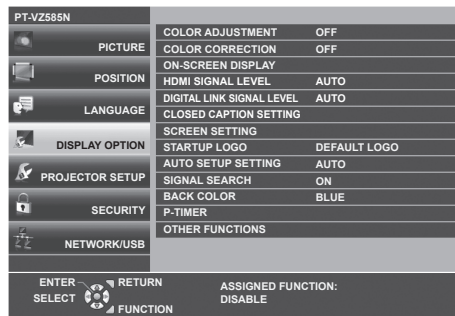 PT-VZ585N
PICTURE
POSITION
LANGUAGE
DISPLAY OPTION
PROJECTOR SETUP
SECURITY
NETWORK/USB
COLOR ADJUSTMENT OFF
COLOR CORRECTION OFF
ON-SCREEN DISPLAY
HDMI SIGNAL LEVEL AUTO
DIGITAL LINK SIGNAL LEVEL AUTO
CLOSED CAPTION SETTING
SCREEN SETTING
STARTUP LOGO DEFAULT LOGO
AUTO SETUP SETTING AUTO
SIGNAL SEARCH ON
BACK COLOR BLUE
P-TIMER
OTHER FUNCTIONS
ENTER RETURN
SELECT
FUNCTION
ASSIGNED FUNCTION:
DISABLE